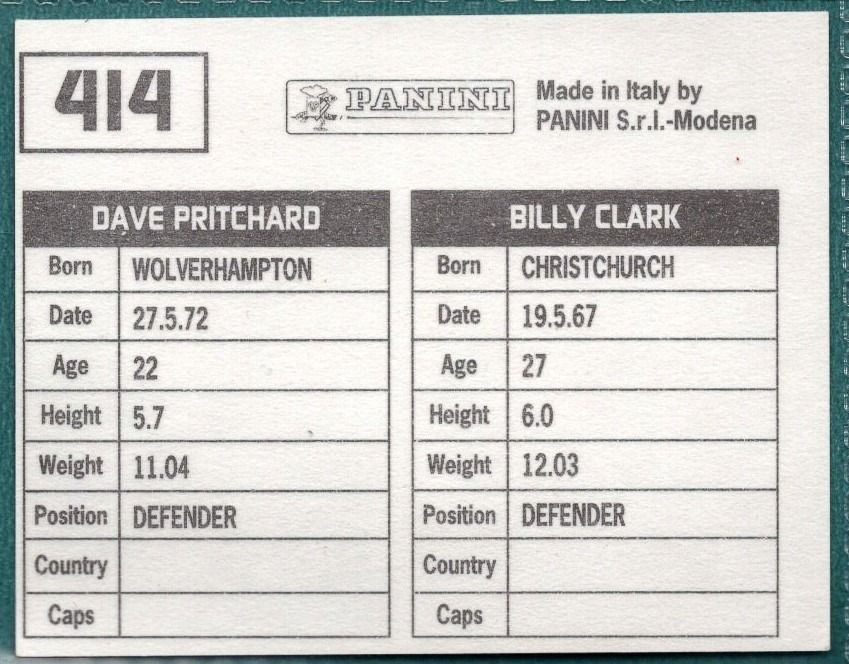 414
PANINI
Made in Italy by
PANINI S.r.l.-Modena
DAVE PRITCHARD
Born WOLVERHAMPTON
Date 27.5.72
Age 22
Height 5.7
Weight 11.04
Position DEFENDER
Country
Caps
BILLY CLARK
Born CHRISTCHURCH
Date 19.5.67
Age 27
Height 6.0
Weight 12.03
Position DEFENDER
Country
Caps